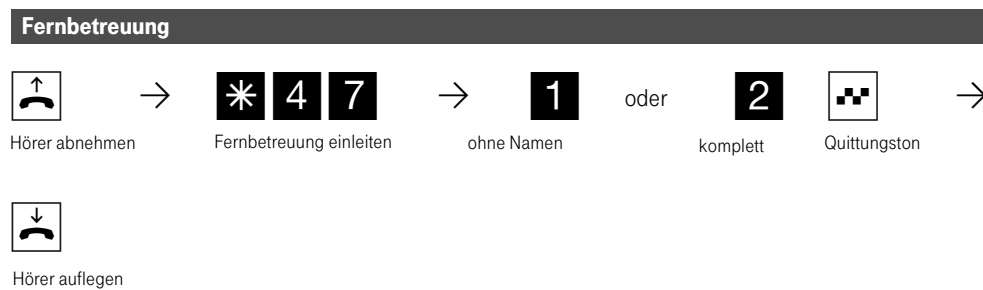 Fernbetreuung
* 4 7 1 oder 2
Hörer abnehmen Fernbetreuung einleiten ohne Namen komplett Quittungston
Hörer auflegen